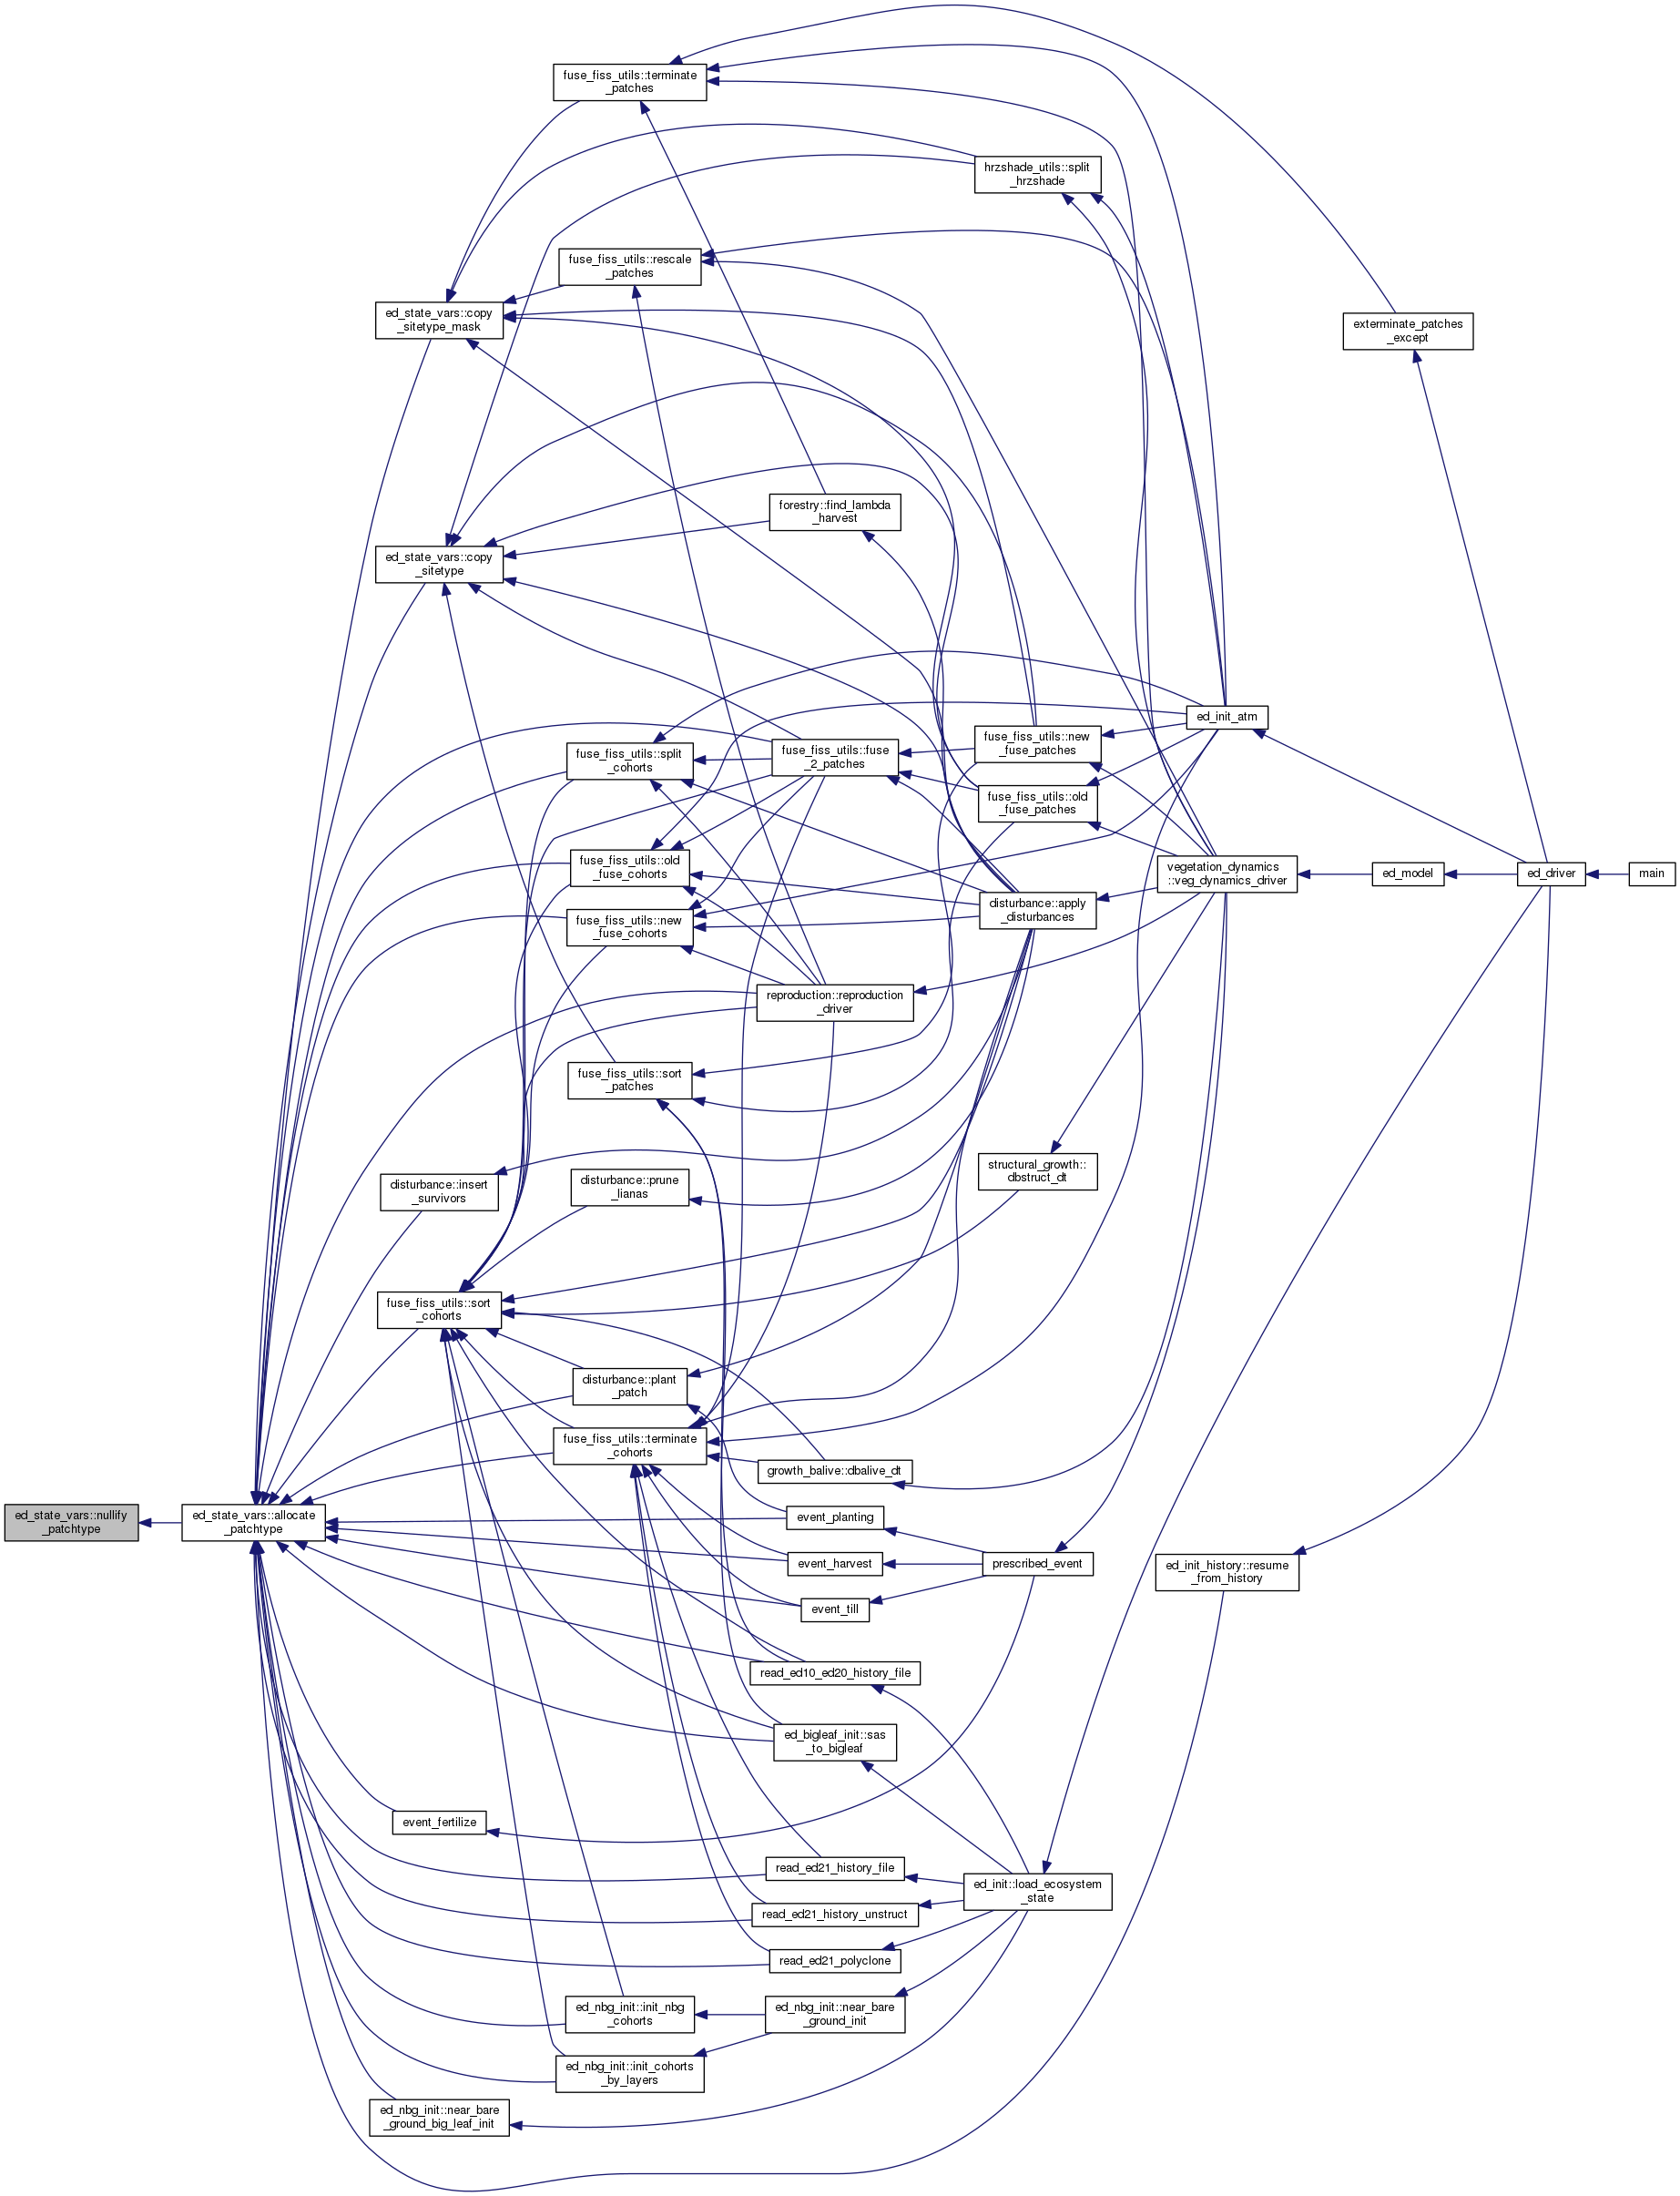 fuse_fiss_utils::terminate
_patches
hrzshade_utils::split
_hrzshade
fuse_fiss_utils::rescale
_patches
ed_state_vars::copy
_sitetype_mask
exterminate_patches
_except
forestry::find_lambda
_harvest
ed_state_vars::copy
_sitetype
ed_init_atm
fuse_fiss_utils::new
_fuse_patches
fuse_fiss_utils::split
_cohorts
fuse_fiss_utils::fuse
_2_patches
fuse_fiss_utils::old
_fuse_patches
fuse_fiss_utils::old
_fuse_cohorts
vegetation_dynamics
::veg_dynamics_driver
ed_model
ed_driver
main
disturbance::apply
_disturbances
fuse_fiss_utils::new
_fuse_cohorts
reproduction::reproduction
_driver
fuse_fiss_utils::sort
_patches
structural_growth::
dbstruct_dt
disturbance::insert
_survivors
disturbance::prune
_lianas
fuse_fiss_utils::sort
_cohorts
disturbance::plant
_patch
fuse_fiss_utils::terminate
_cohorts
growth_balive::dbalive_dt
ed_state_vars::nullify
_patchtype
ed_state_vars::allocate
_patchtype
event_planting
event_harvest
prescribed_event
ed_init_history::resume
_from_history
event_till
read_ed10_ed20_history_file
ed_bigleaf_init::sas
_to_bigleaf
event_fertilize
read_ed21_history_file
ed_init::load_ecosystem
_state
read_ed21_history_unstruct
read_ed21_polyclone
ed_nbg_init::init_nbg
_cohorts
ed_nbg_init::near_bare
_ground_init
ed_nbg_init::init_cohorts
_by_layers
ed_nbg_init::near_bare
_ground_big_leaf_init